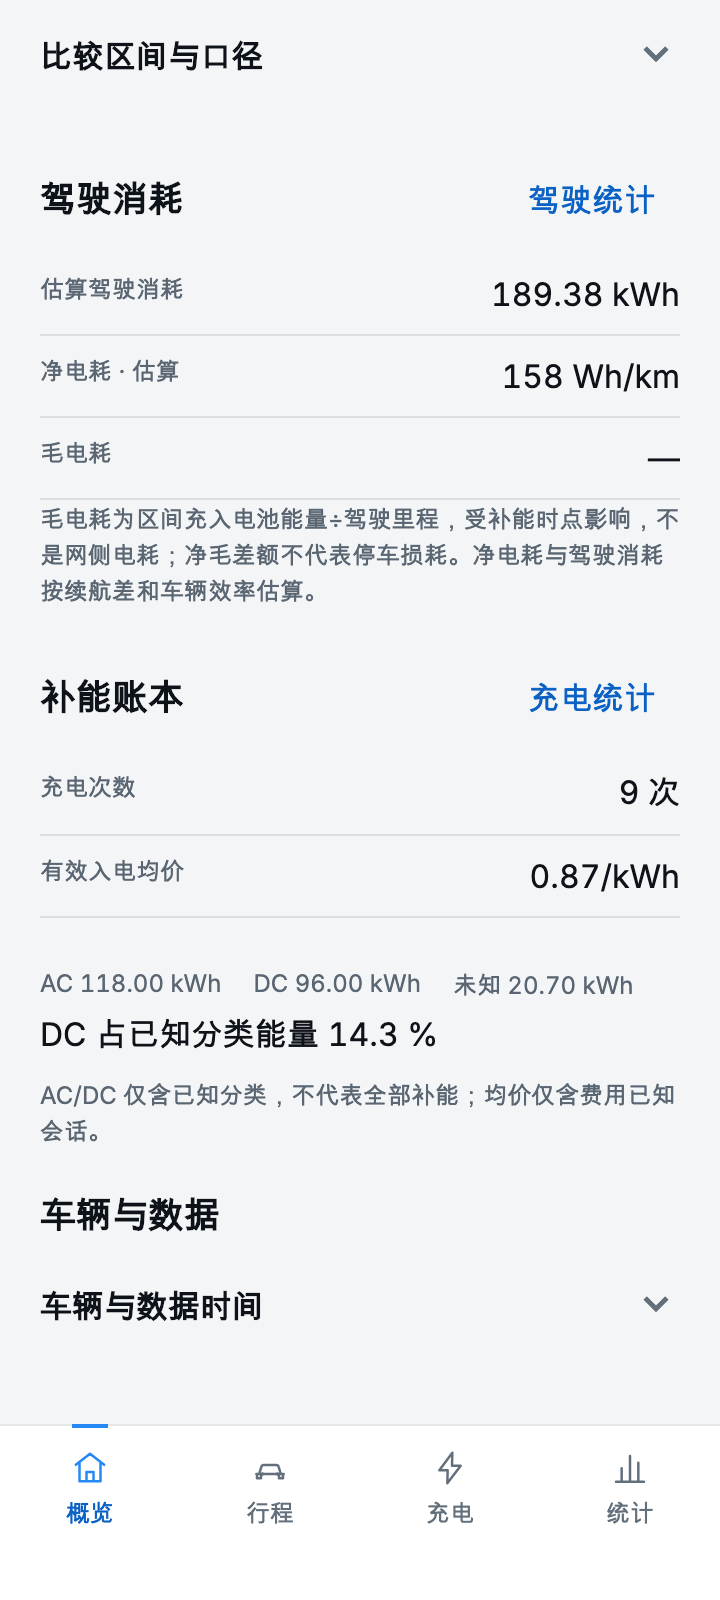 比较区间与口径
驾驶消耗
驾驶统计
估算驾驶消耗
189.38 kWh
净电耗 · 估算
158 Wh/km
毛电耗
—
毛电耗为区间充入电池能量÷驾驶里程，受补能时点影响，不
是网侧电耗；净毛差额不代表停车损耗。净电耗与驾驶消耗
按续航差和车辆效率估算。
补能账本
充电统计
充电次数
9 次
有效入电均价
0.87/kWh
AC 118.00 kWh DC 96.00 kWh 未知 20.70 kWh
DC 占已知分类能量 14.3 %
AC/DC 仅含已知分类，不代表全部补能；均价仅含费用已知
会话。
车辆与数据
车辆与数据时间
概览 行程 充电 统计